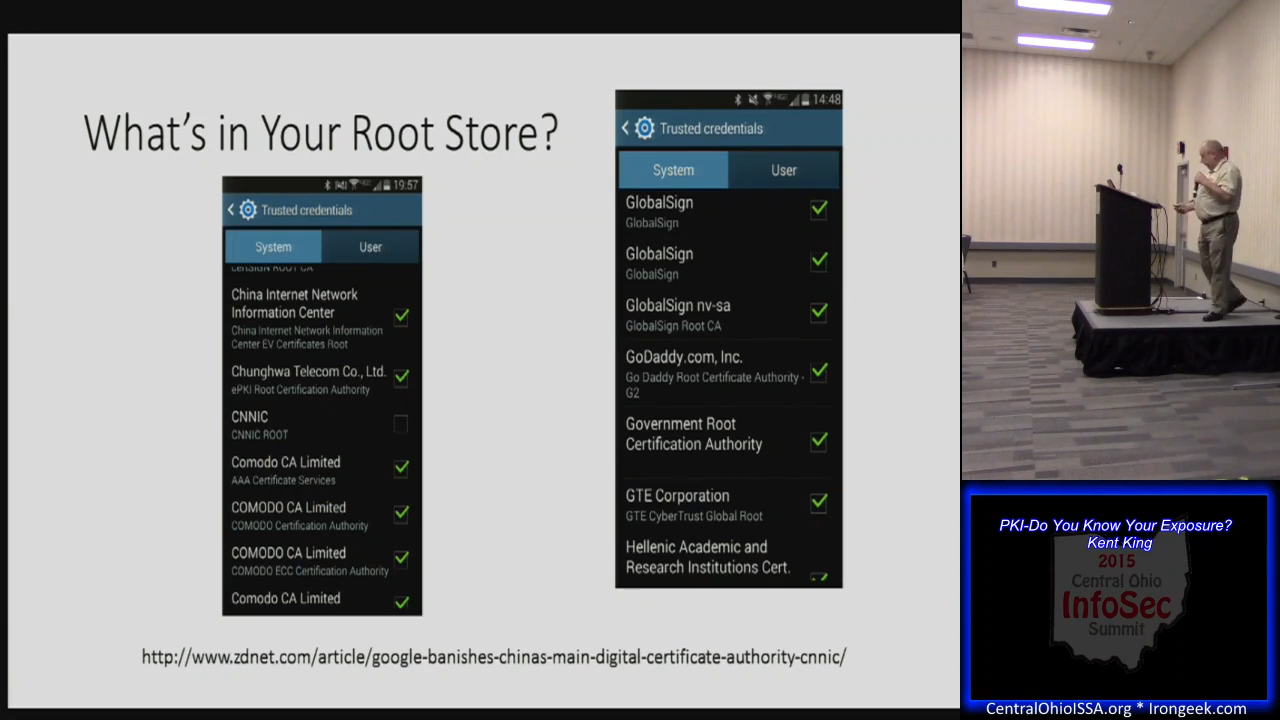 What's in Your Root Store?
19:57
Trusted credentials
System
User
China Internet Network
Information Center
China Internet Network Information
Center EV Certificates Root
Chunghwa Telecom Co., Ltd.
ePKI Root Certification Authority
CNNIC
CNNIC ROOT
Comodo CA Limited
AAA Certificate Services
COMODO CA Limited
COMODO Certification Authority
COMODO CA Limited
COMODO ECC Certification Authority
Comodo CA Limited
14:48
Trusted credentials
System
User
GlobalSign
GlobalSign
GlobalSign
GlobalSign
GlobalSign nv-sa
GlobalSign Root CA
GoDaddy.com, Inc.
Go Daddy Root Certificate Authority -
G2
Government Root
Certification Authority
GTE Corporation
GTE CyberTrust Global Root
Hellenic Academic and
Research Institutions Cert.
http://www.zdnet.com/article/google-banishes-chinas-main-digital-certificate-authority-cnnic/
PKI-Do You Know Your Exposure?
Kent King
2015
Central Ohio
InfoSec
Summit
CentralOhioISSA.org * Irongeek.com